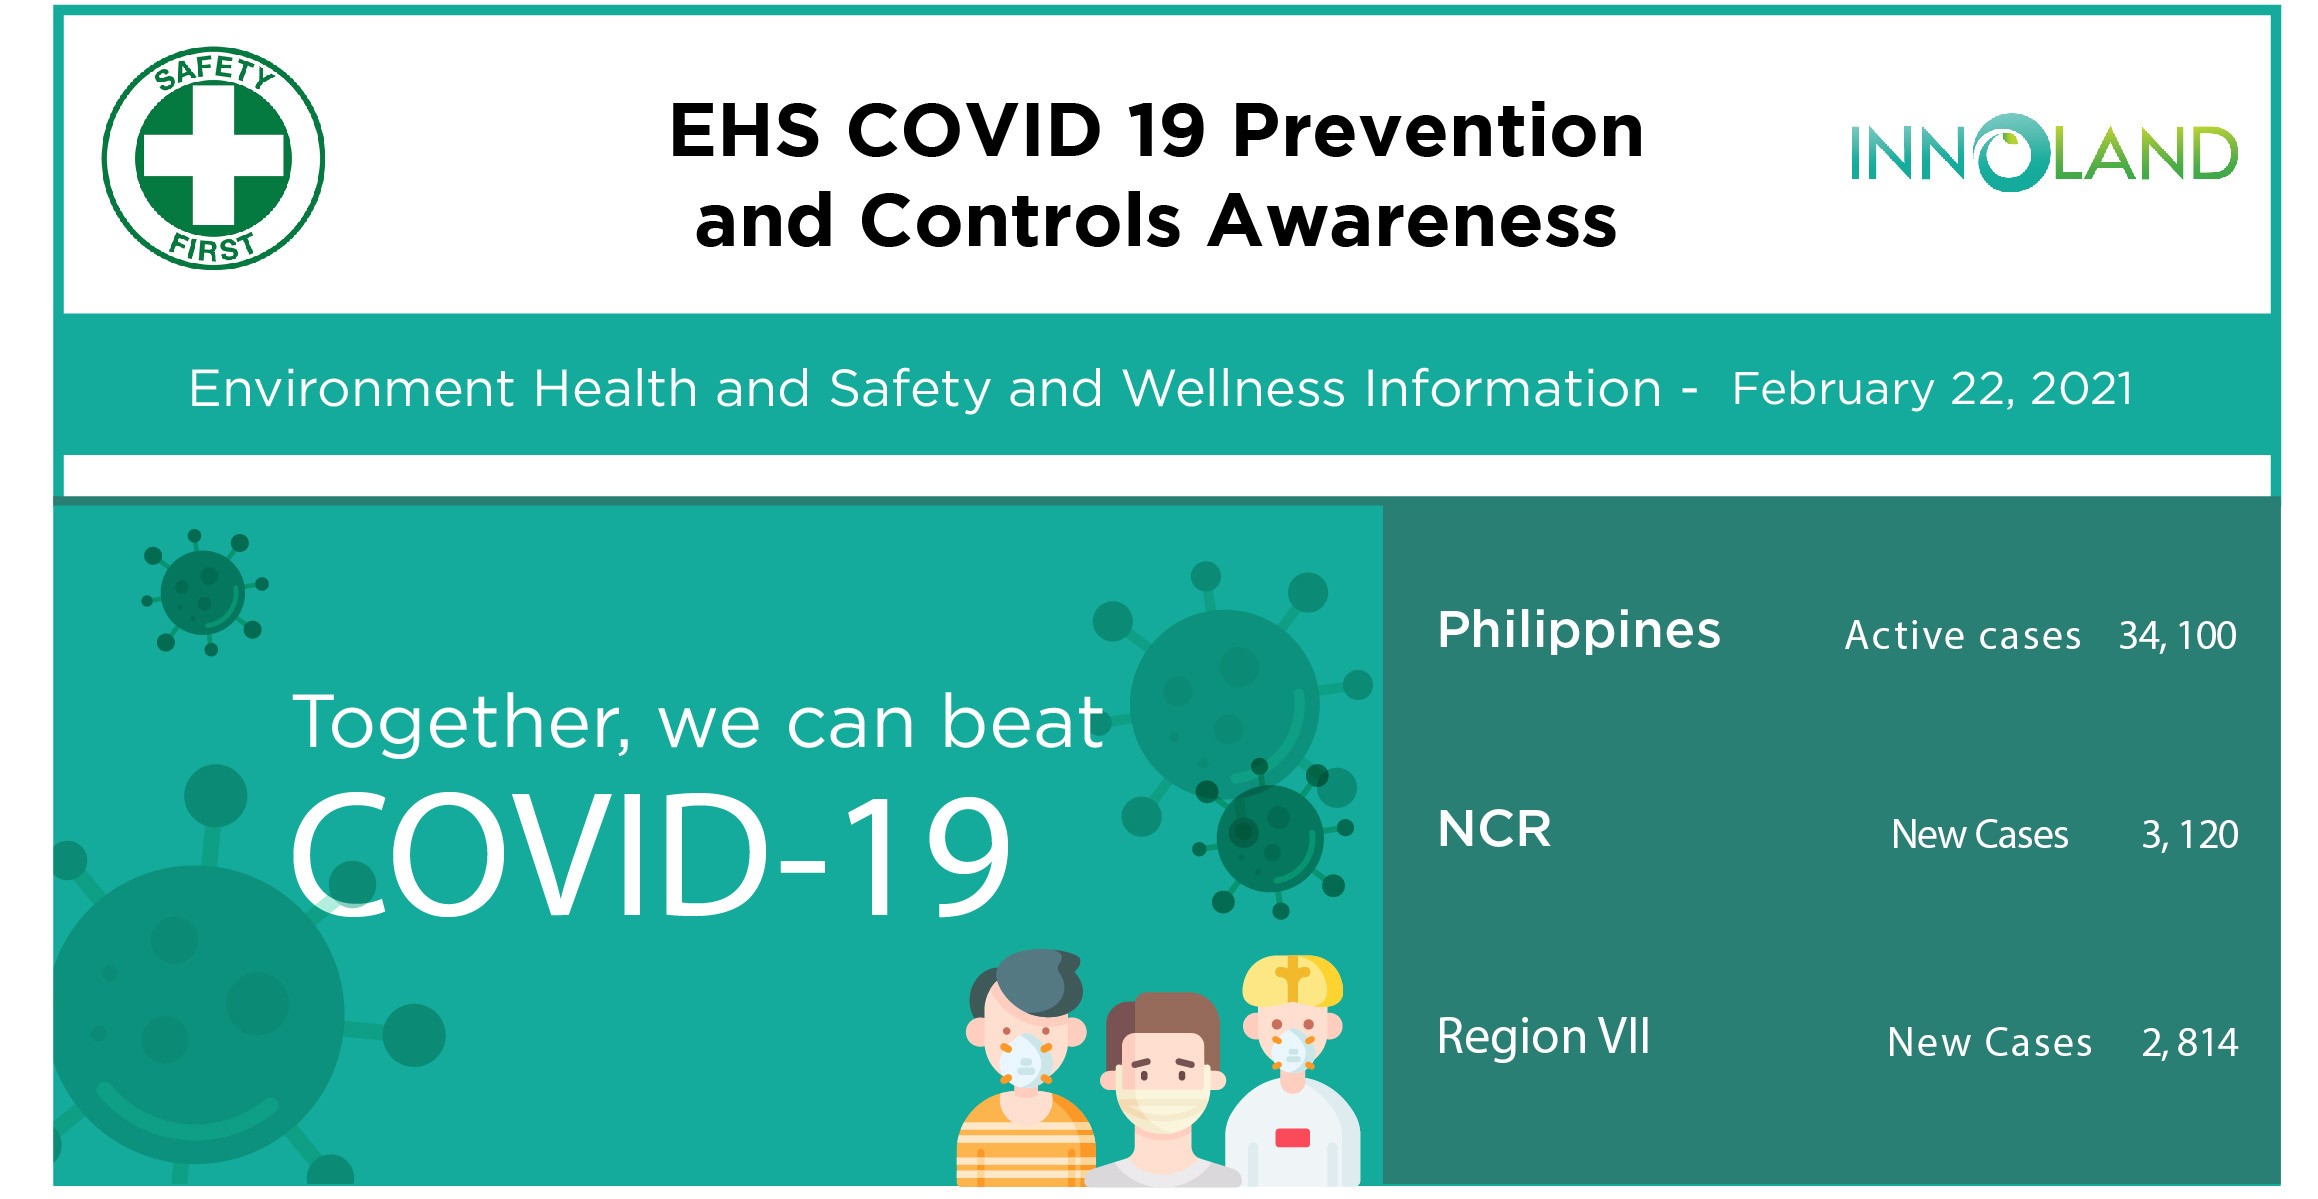 SAFETY
FIRST
EHS COVID 19 Prevention
and Controls Awareness
INNOLAND
Environment Health and Safety and Wellness Information - February 22, 2021
Together, we can beat
COVID-19
Philippines Active cases 34, 100
NCR New Cases 3, 120
Region VII New Cases 2, 814